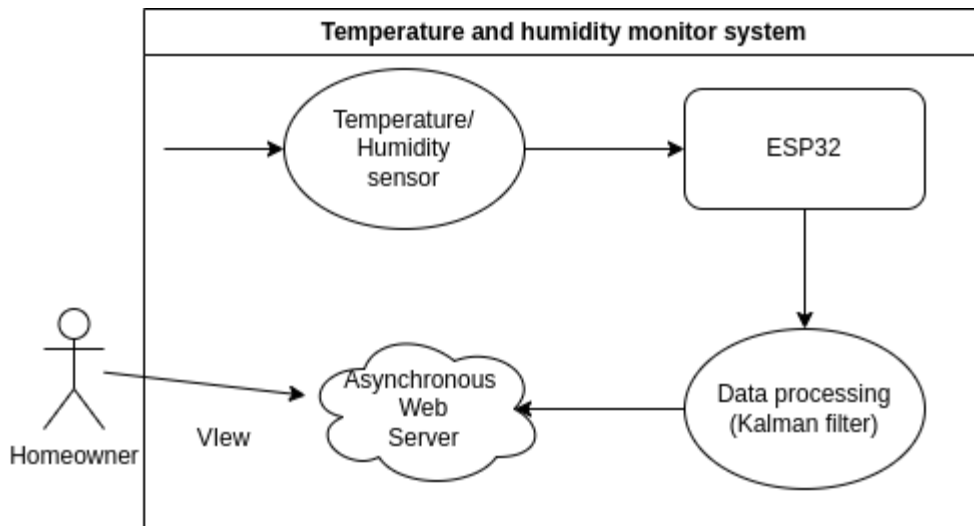 Temperature and humidity monitor system
Temperature/
Humidity
sensor
ESP32
Asynchronous
Web
Server
Data processing
(Kalman filter)
VIew
Homeowner